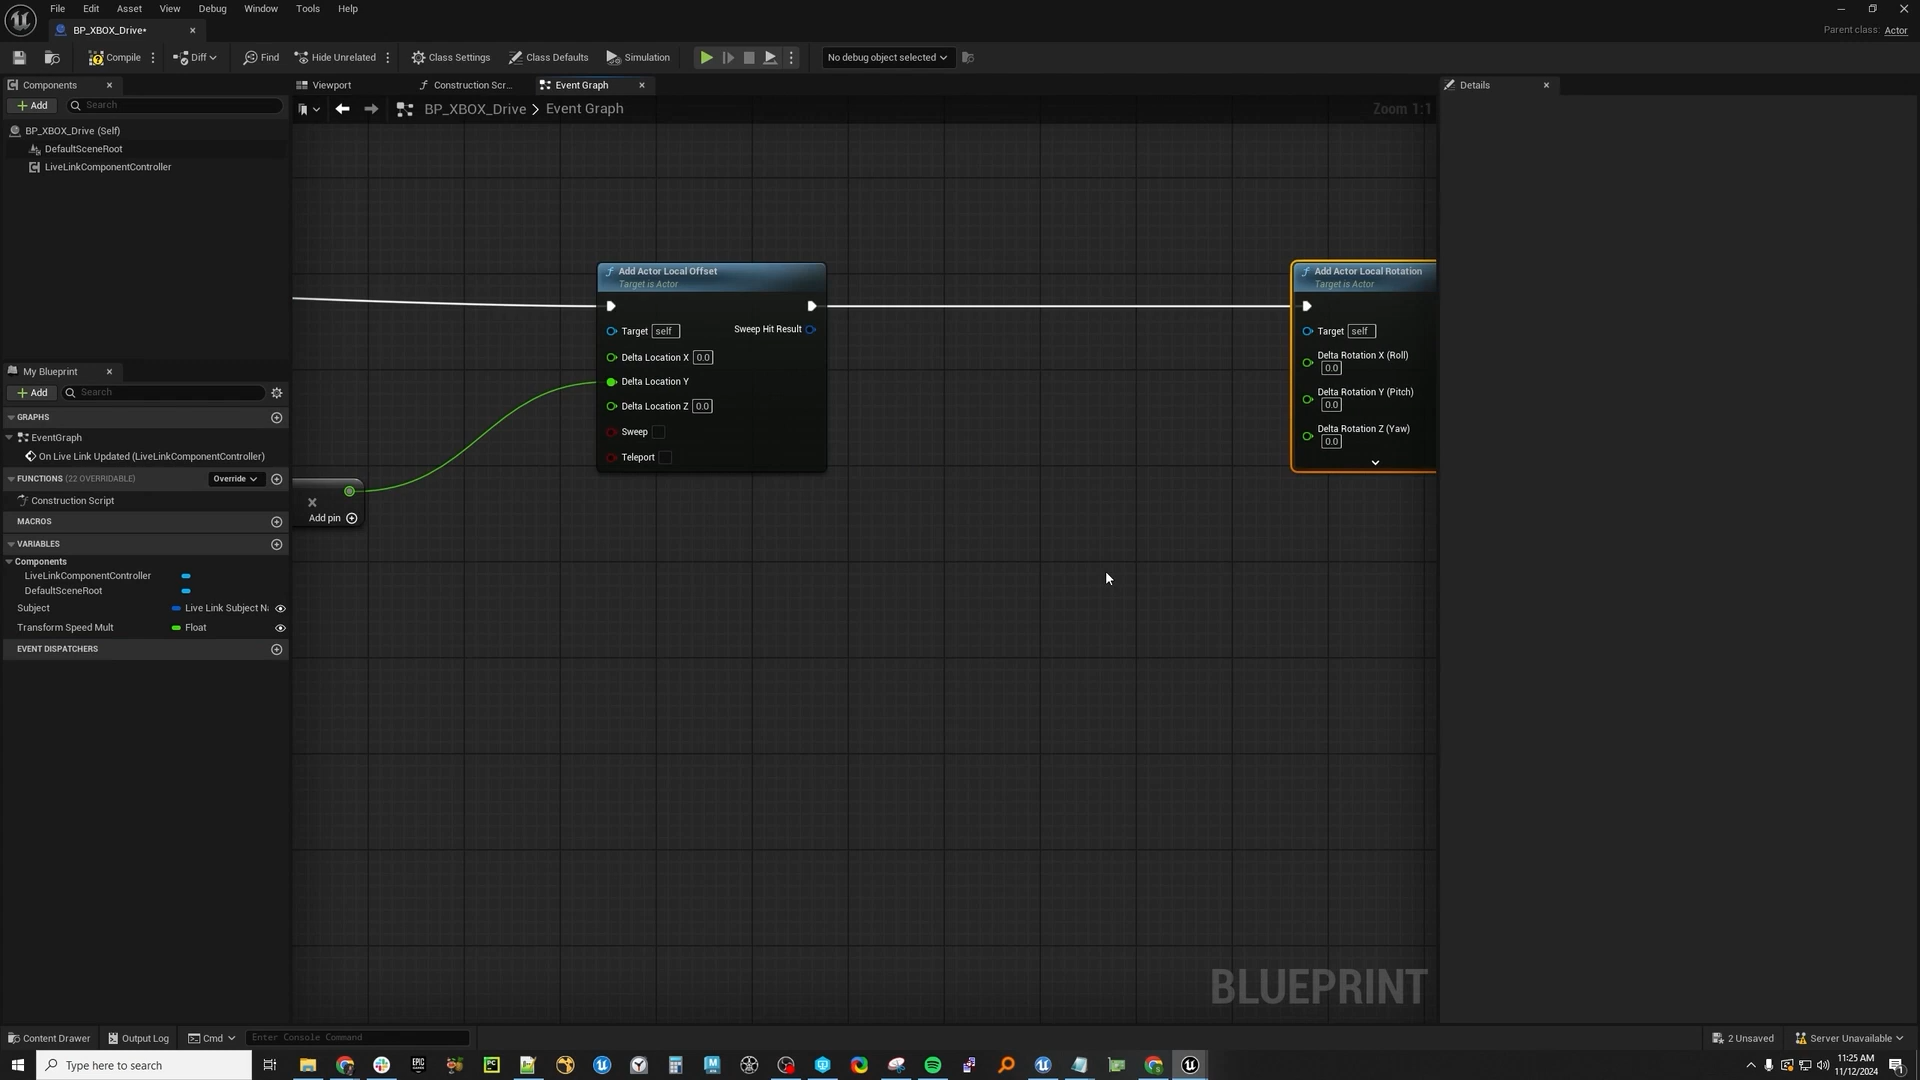 File Edit Asset View Debug Window Tools Help
BP_XBOX_Drive•
Parent class: Actor
Compile Diff Find Hide Unrelated Class Settings Class Defaults Simulation No debug object selected
Components
Viewport Construction Scr... Event Graph
Details
Add Search
BP_XBOX_Drive > Event Graph
Zoom 1:1
BP_XBOX_Drive (Self)
DefaultSceneRoot
LiveLinkComponentController
Add Actor Local Offset
Target is Actor
Target self
Sweep Hit Result
Delta Location X 0.0
Delta Location Y
Delta Location Z 0.0
Sweep
Teleport
Add Actor Local Rotation
Target is Actor
Target self
Delta Rotation X (Roll)
0.0
Delta Rotation Y (Pitch)
0.0
Delta Rotation Z (Yaw)
0.0
Add pin
My Blueprint
Add Search
GRAPHS
EventGraph
On Live Link Updated (LiveLinkComponentController)
FUNCTIONS (22 OVERRIDABLE) Override
Construction Script
MACROS
VARIABLES
Components
LiveLinkComponentController
DefaultSceneRoot
Subject Live Link Subject Na
Transform Speed Mult Float
EVENT DISPATCHERS
BLUEPRINT
Content Drawer Output Log Cmd Enter Console Command
2 Unsaved Server Unavailable
Type here to search
EPIC
PC
11:25 AM
11/12/2024